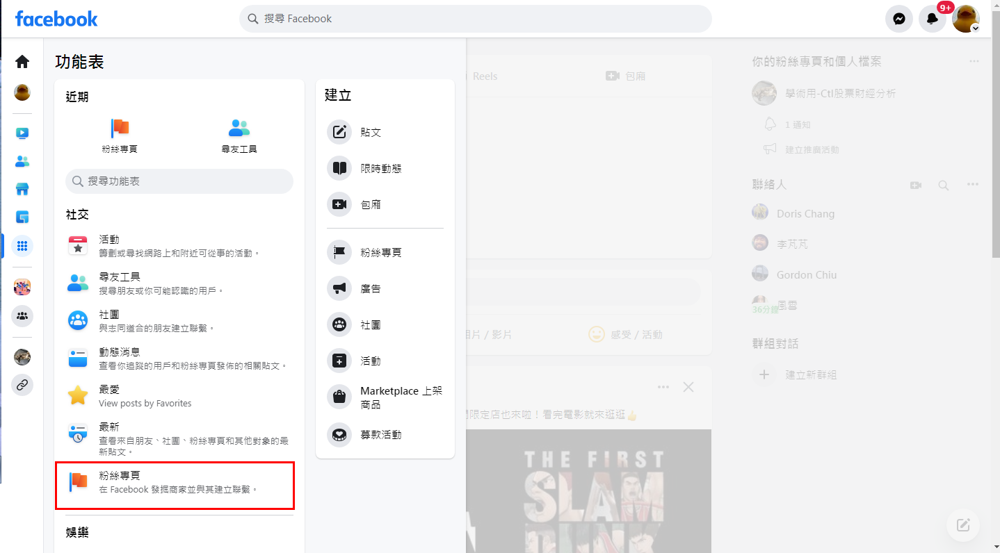 facebook
搜尋 Facebook
9+
功能表
近期
粉絲專頁
尋友工具
搜尋功能表
社交
活動
籌劃或尋找網路上和附近可從事的活動。
尋友工具
搜尋朋友或你可能認識的用戶。
社團
與志同道合的朋友建立聯繫。
動態消息
查看你追蹤的用戶和粉絲專頁發佈的相關貼文。
最愛
View posts by Favorites
最新
查看來自朋友、社團、粉絲專頁和其他對象的最
新貼文。
粉絲專頁
在 Facebook 發掘商家並與其建立聯繫。
娛樂
建立
貼文
限時動態
包廂
粉絲專頁
廣告
社團
活動
Marketplace 上架
商品
募款活動
Reels
包廂
片 / 影片
感受 / 活動
限定店也來啦！看完電影就來逛逛👍
THE FIRST
SLAM
DUNK
你的粉絲專頁和個人檔案
學術用-Ctl股票財經分析
1 通知
建立推廣活動
聯絡人
Doris Chang
李芃芃
Gordon Chiu
風雪
36分鐘
群組對話
建立新群組